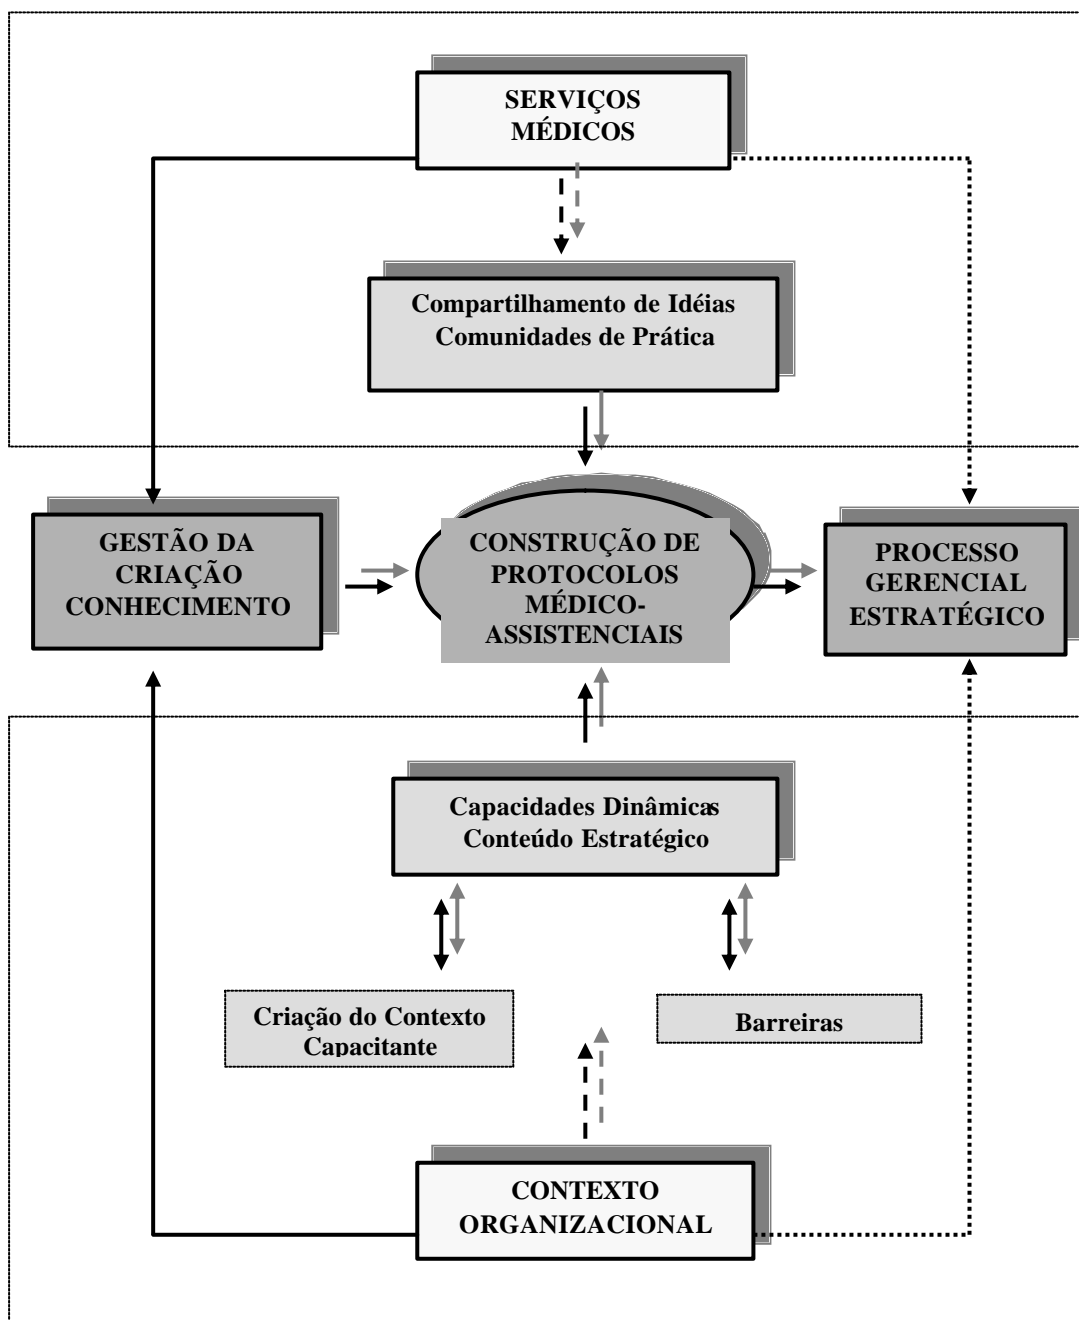 SERVIÇOS
MÉDICOS
Compartilhamento de Idéias
Comunidades de Prática
GESTÃO DA
CRIAÇÃO
CONHECIMENTO
CONSTRUÇÃO DE
PROTOCOLOS
MÉDICO-
ASSISTENCIAIS
PROCESSO
GERENCIAL
ESTRATÉGICO
Capacidades Dinâmicas
Conteúdo Estratégico
Criação do Contexto
Capacitante
Barreiras
CONTEXTO
ORGANIZACIONAL